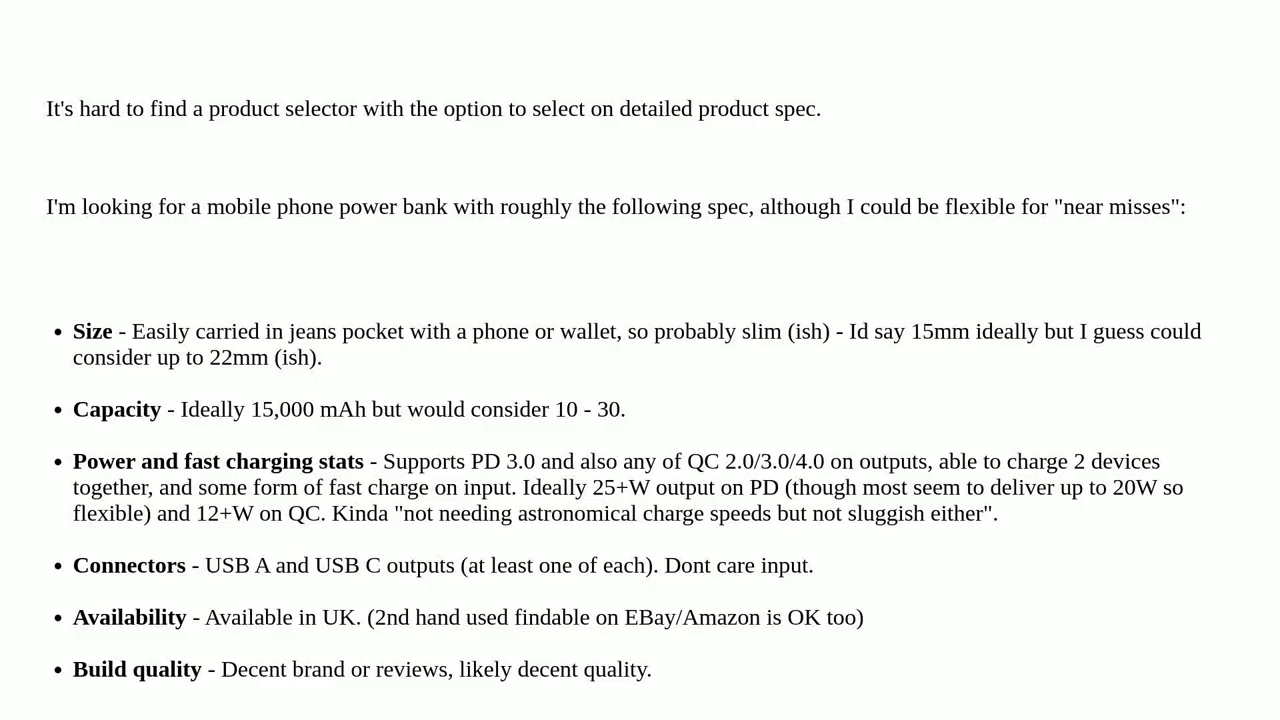 It's hard to find a product selector with the option to select on detailed product spec.
I'm looking for a mobile phone power bank with roughly the following spec, although I could be flexible for "near misses":
• Size - Easily carried in jeans pocket with a phone or wallet, so probably slim (ish) - Id say 15mm ideally but I guess could
consider up to 22mm (ish).
• Capacity - Ideally 15,000 mAh but would consider 10 - 30.
• Power and fast charging stats - Supports PD 3.0 and also any of QC 2.0/3.0/4.0 on outputs, able to charge 2 devices
together, and some form of fast charge on input. Ideally 25+W output on PD (though most seem to deliver up to 20W so
flexible) and 12+W on QC. Kinda "not needing astronomical charge speeds but not sluggish either".
• Connectors - USB A and USB C outputs (at least one of each). Dont care input.
• Availability - Available in UK. (2nd hand used findable on EBay/Amazon is OK too)
• Build quality - Decent brand or reviews, likely decent quality.